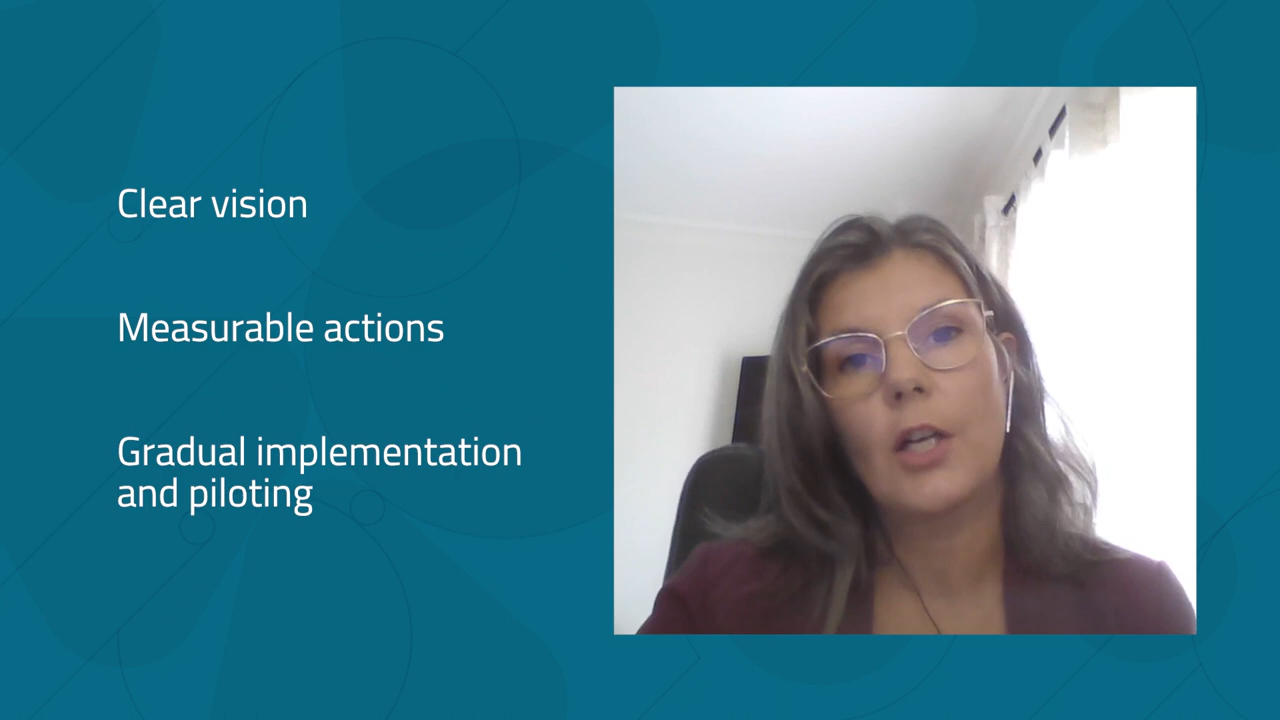 Clear vision
Measurable actions
Gradual implementation
and piloting